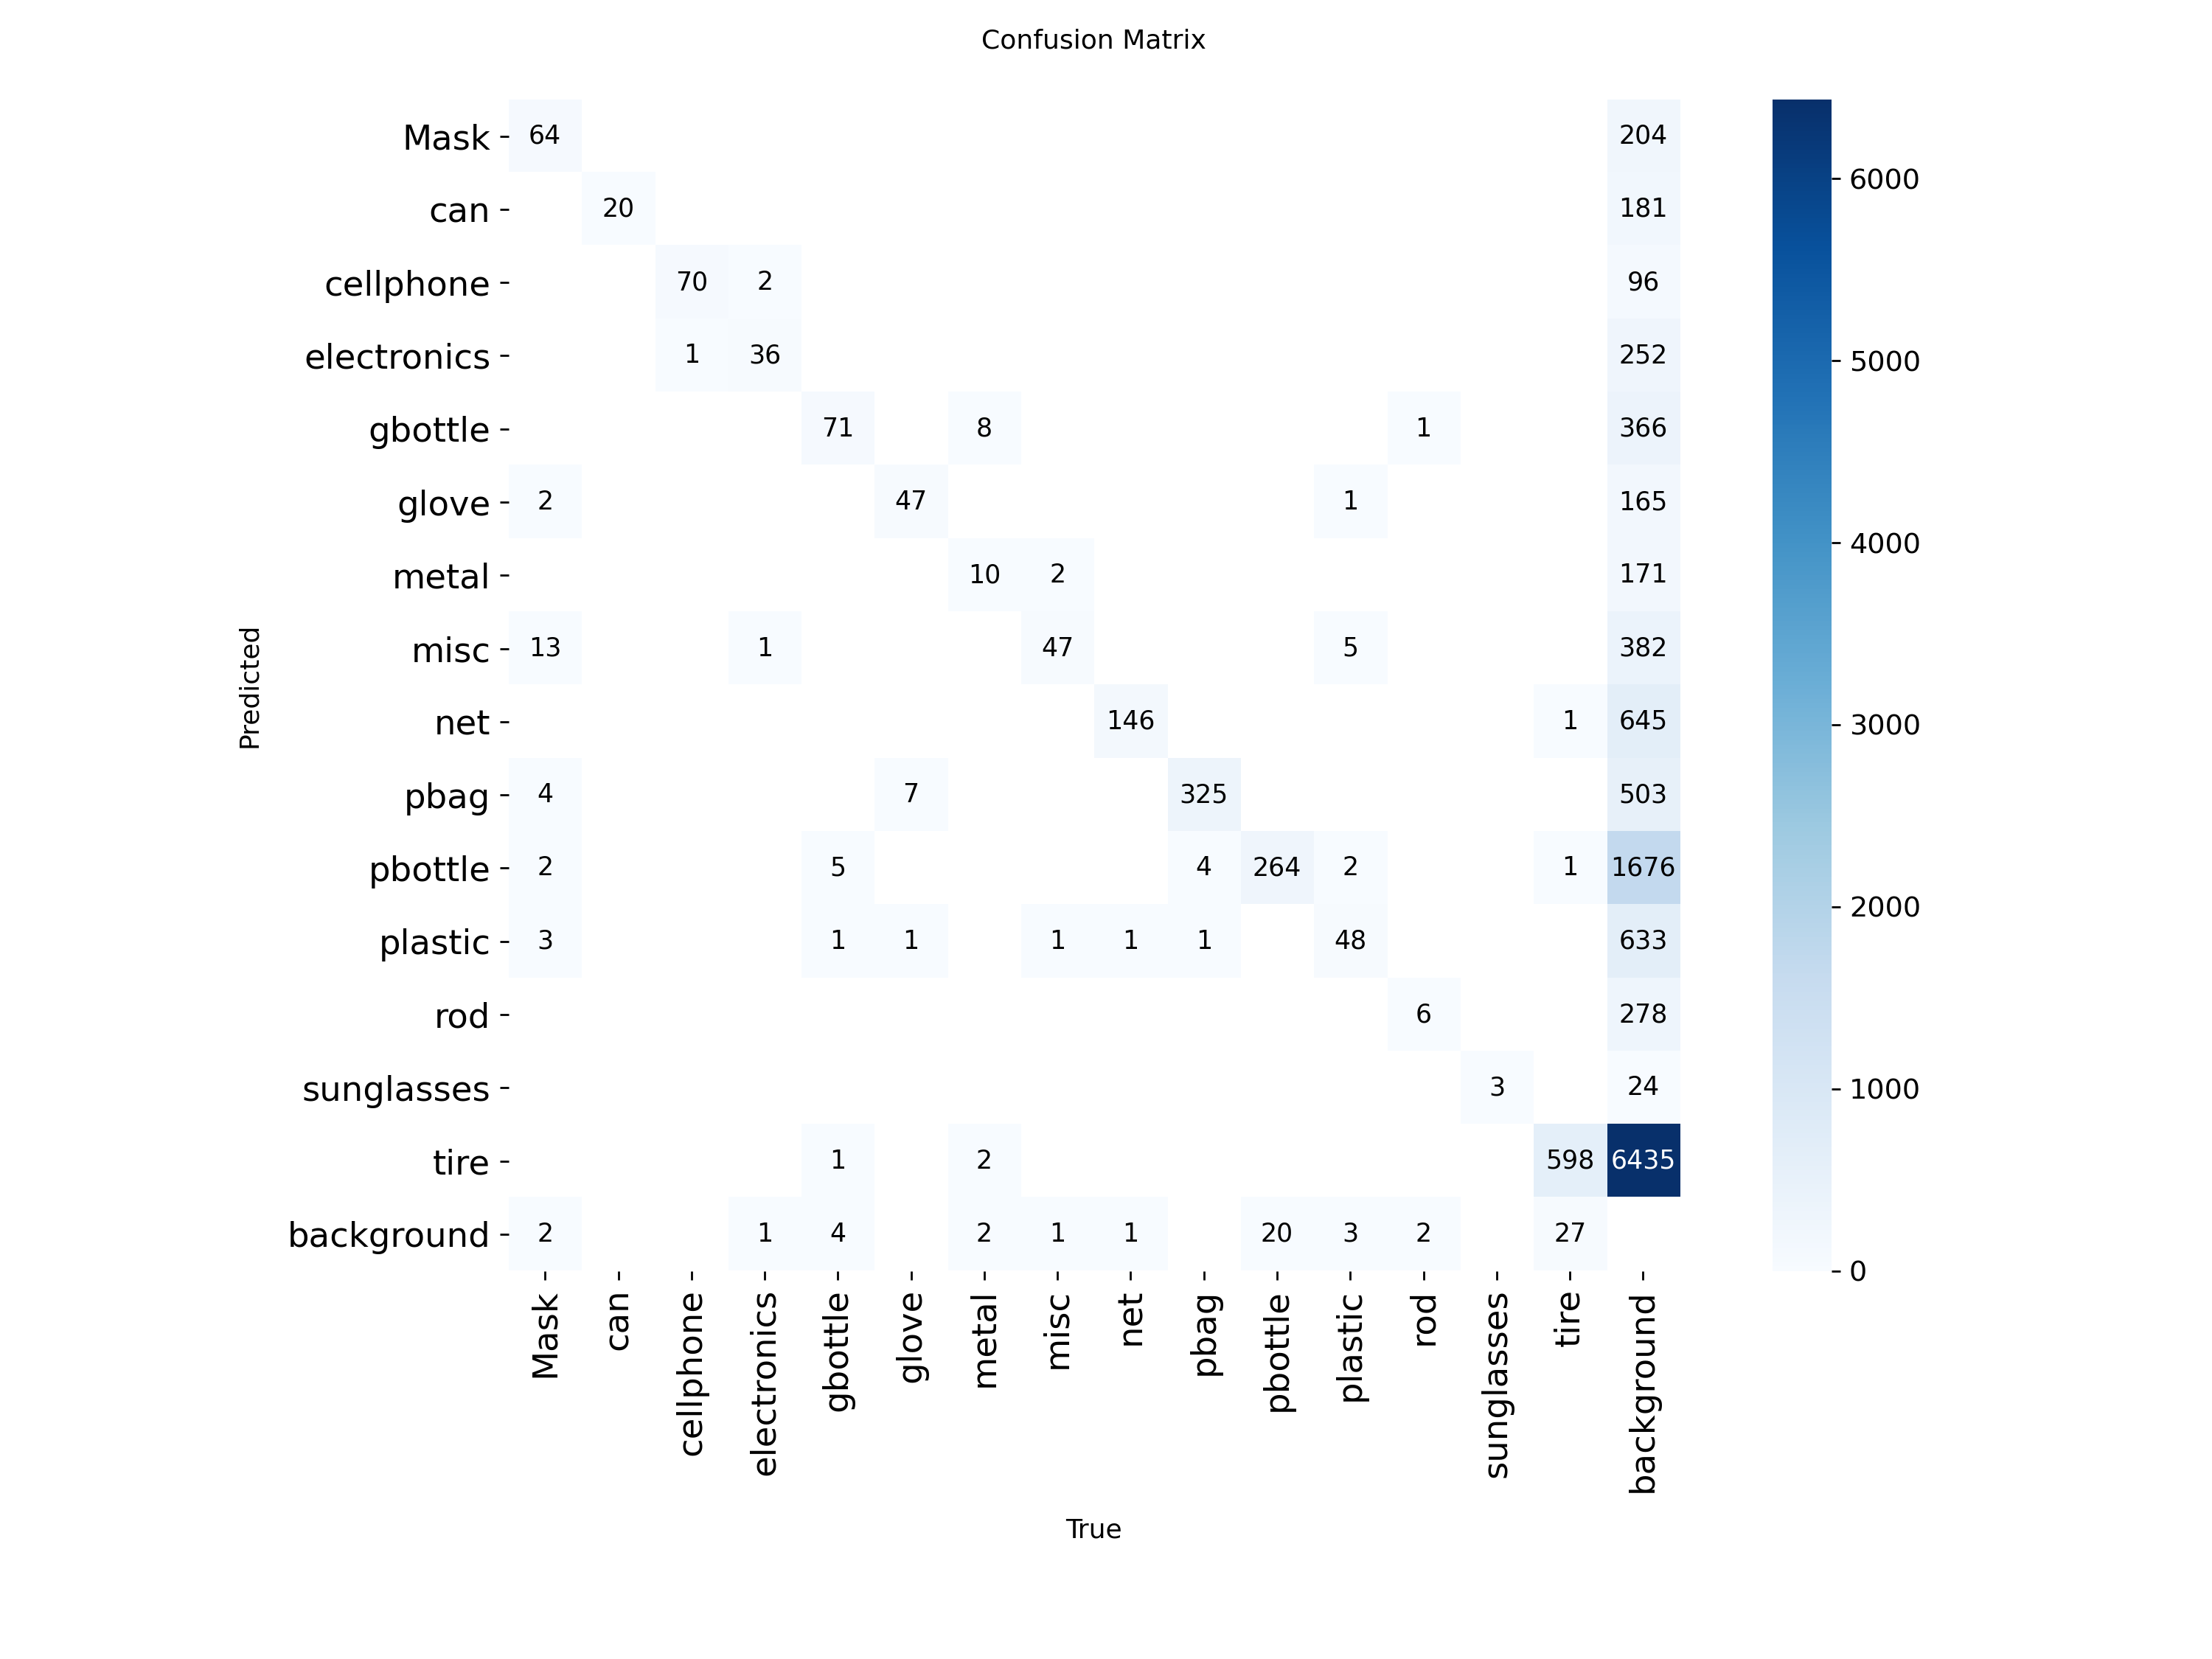 Confusion Matrix
Mask 64 204
can 20 181
cellphone 70 2 96
electronics 1 36 252
gbottle 71 8 1 366
glove 2 47 1 165
metal 10 2 171
misc 13 1 47 5 382
net 146 1 645
pbag 4 7 325 503
pbottle 2 5 4 264 2 1 1676
plastic 3 1 1 1 1 1 48 633
rod 6 278
sunglasses 3 24
tire 1 2 598 6435
background 2 1 4 2 1 1 20 3 2 27
Mask can cellphone electronics gbottle glove metal misc net pbag pbottle plastic rod sunglasses tire background
True
Predicted
6000
5000
4000
3000
2000
1000
0